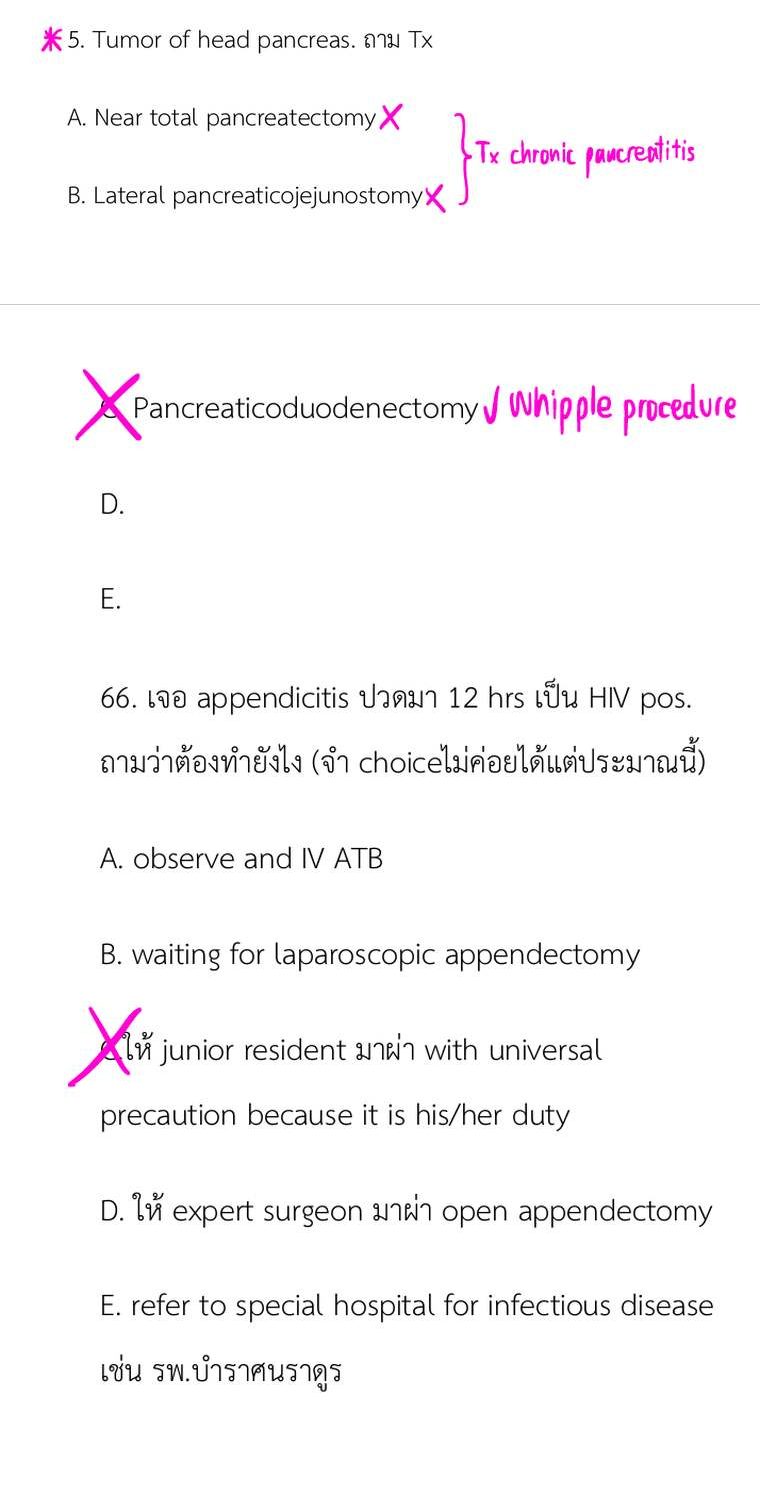 * 5. Tumor of head pancreas. ถาม Tx
A. Near total pancreatectomy X
Tx chronic pancreatitis
B. Lateral pancreaticojejunostomy X
Pancreaticoduodenectomy ✓ Whipple procedure
D.
E.
66. เจอ appendicitis ปวดมา 12 hrs เป็น HIV pos.
ถามว่าต้องทำยังไง (จำ choiceไม่ค่อยได้แต่ประมาณนี้)
A. observe and IV ATB
B. waiting for laparoscopic appendectomy
ให้ junior resident มาผ่า with universal
precaution because it is his/her duty
D. ให้ expert surgeon มาผ่า open appendectomy
E. refer to special hospital for infectious disease
เช่น รพ.บำราศนราดูร